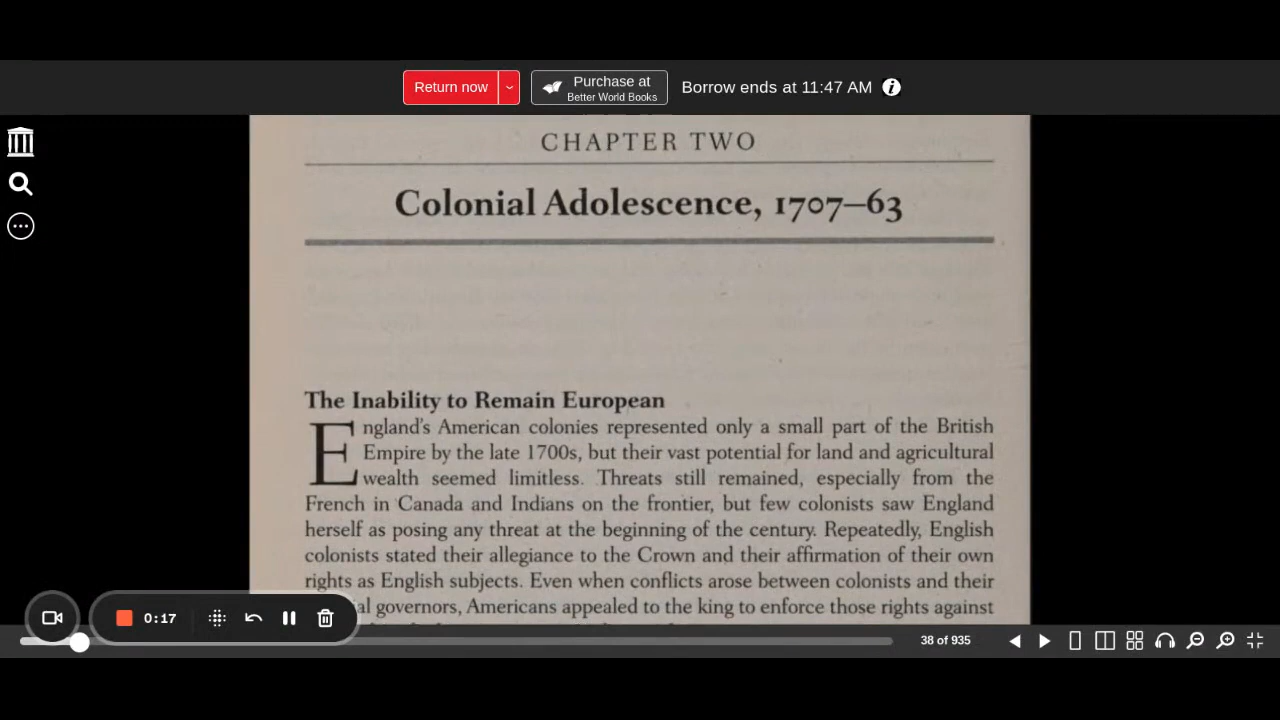 Return now
Purchase at
Better World Books
Borrow ends at 11:47 AM
CHAPTER TWO
Colonial Adolescence, 1707–63
The Inability to Remain European
England's American colonies represented only a small part of the British
Empire by the late 1700s, but their vast potential for land and agricultural
wealth seemed limitless. Threats still remained, especially from the
French in Canada and Indians on the frontier, but few colonists saw England
herself as posing any threat at the beginning of the century. Repeatedly, English
colonists stated their allegiance to the Crown and their affirmation of their own
rights as English subjects. Even when conflicts arose between colonists and their
governors, Americans appealed to the king to enforce those rights against
0:17
38 of 935